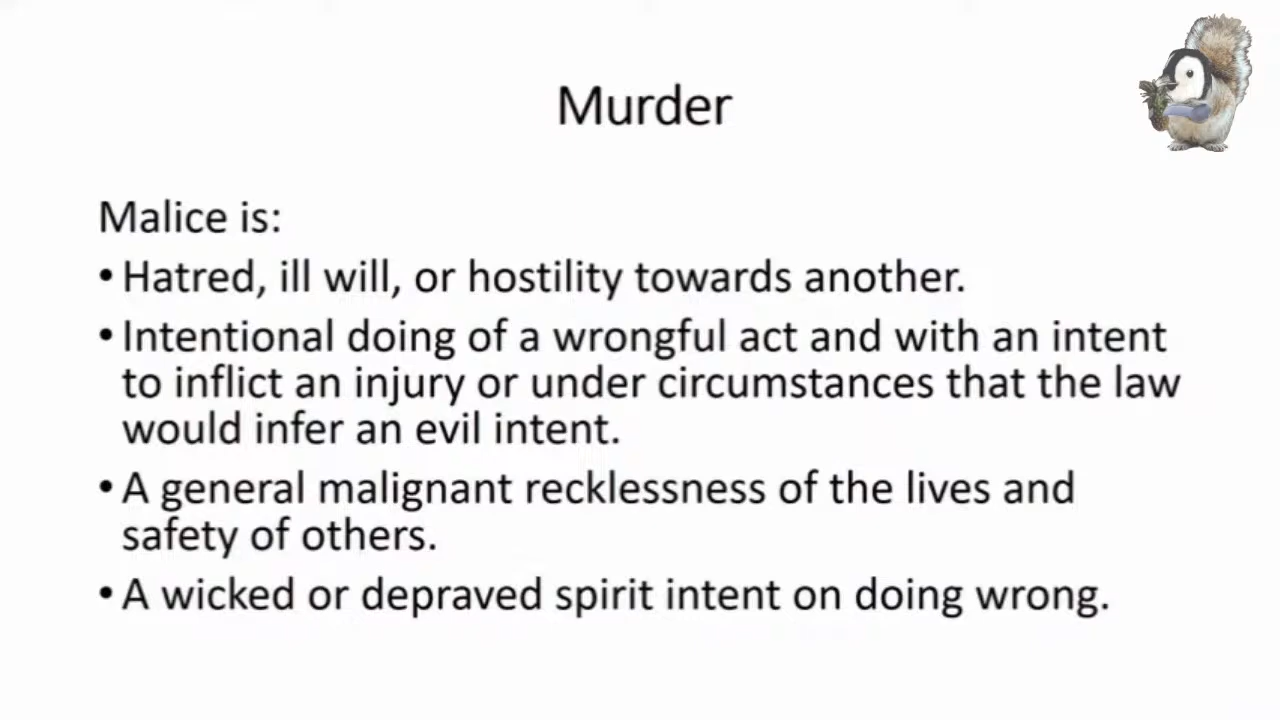 Murder
Malice is:
• Hatred, ill will, or hostility towards another.
• Intentional doing of a wrongful act and with an intent
to inflict an injury or under circumstances that the law
would infer an evil intent.
• A general malignant recklessness of the lives and
safety of others.
• A wicked or depraved spirit intent on doing wrong.